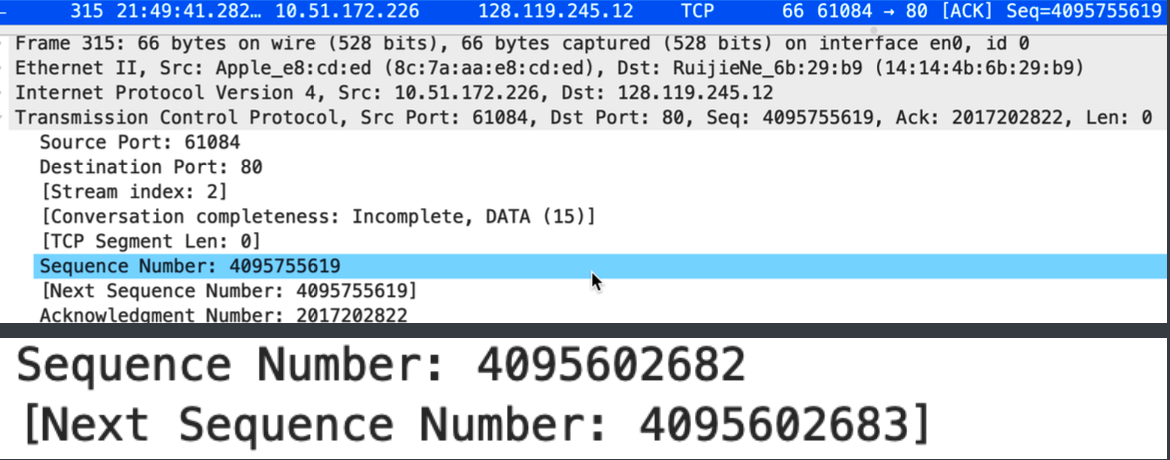 315 21:49:41.282… 10.51.172.226 128.119.245.12 TCP 66 61084 → 80 [ACK] Seq=4095755619
Frame 315: 66 bytes on wire (528 bits), 66 bytes captured (528 bits) on interface en0, id 0
Ethernet II, Src: Apple_e8:cd:ed (8c:7a:aa:e8:cd:ed), Dst: RuijieNe_6b:29:b9 (14:14:4b:6b:29:b9)
Internet Protocol Version 4, Src: 10.51.172.226, Dst: 128.119.245.12
Transmission Control Protocol, Src Port: 61084, Dst Port: 80, Seq: 4095755619, Ack: 2017202822, Len: 0
Source Port: 61084
Destination Port: 80
[Stream index: 2]
[Conversation completeness: Incomplete, DATA (15)]
[TCP Segment Len: 0]
Sequence Number: 4095755619
[Next Sequence Number: 4095755619]
Acknowledgment Number: 2017202822
Sequence Number: 4095602682
[Next Sequence Number: 4095602683]